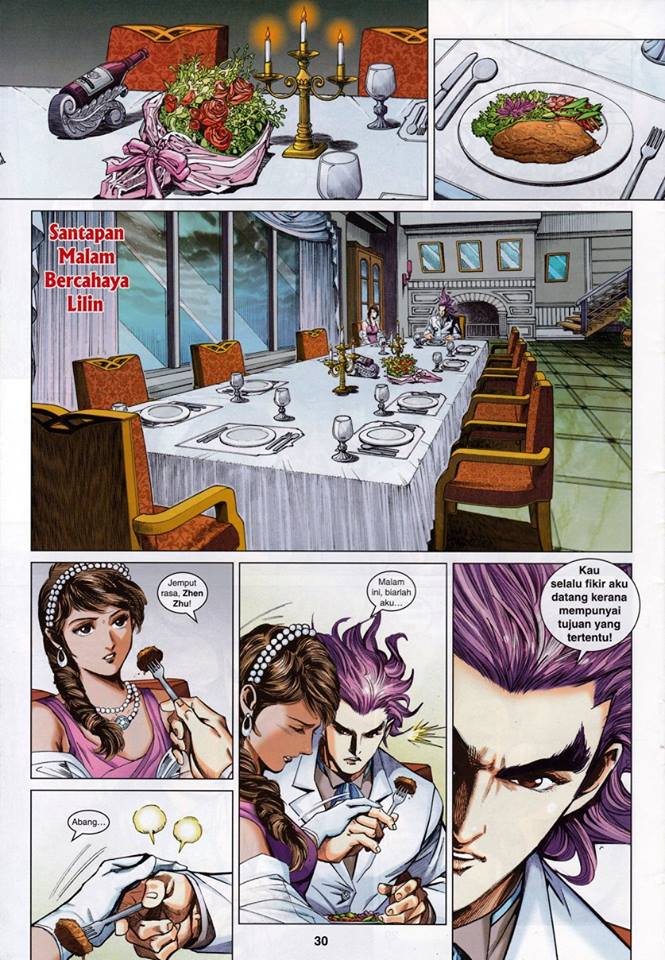 Santapan
Malam
Bercahaya
Lilin
Jemput
rasa, Zhen
Zhu!
Abang...
Malam
ini, biarlah
aku...
Kau
selalu fikir aku
datang kerana
mempunyai
tujuan yang
tertentu!
30